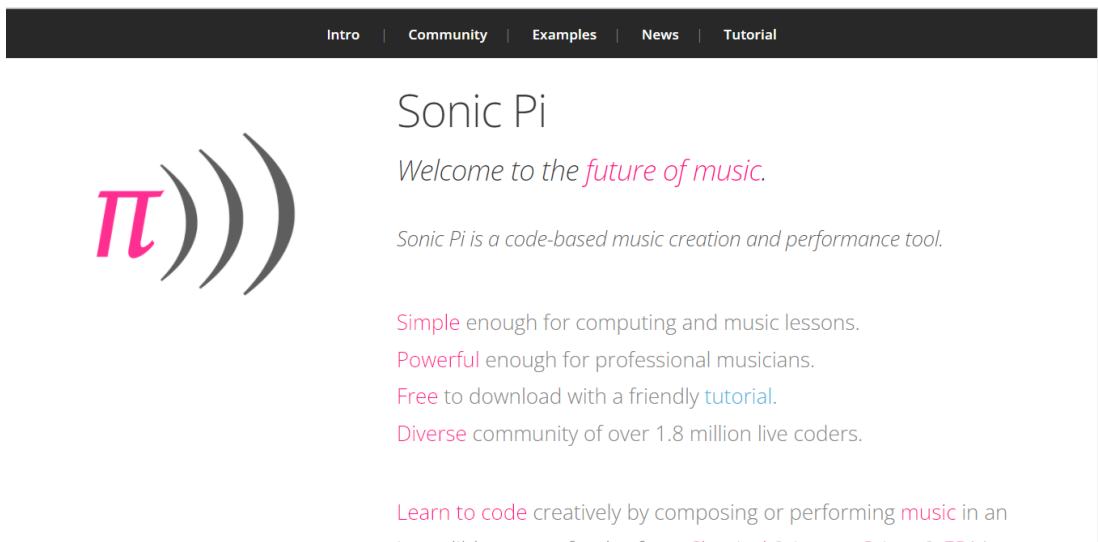 Intro | Community | Examples | News | Tutorial
Sonic Pi
π
Welcome to the future of music.
Sonic Pi is a code-based music creation and performance tool.
Simple enough for computing and music lessons.
Powerful enough for professional musicians.
Free to download with a friendly tutorial.
Diverse community of over 1.8 million live coders.
Learn to code creatively by composing or performing music in an